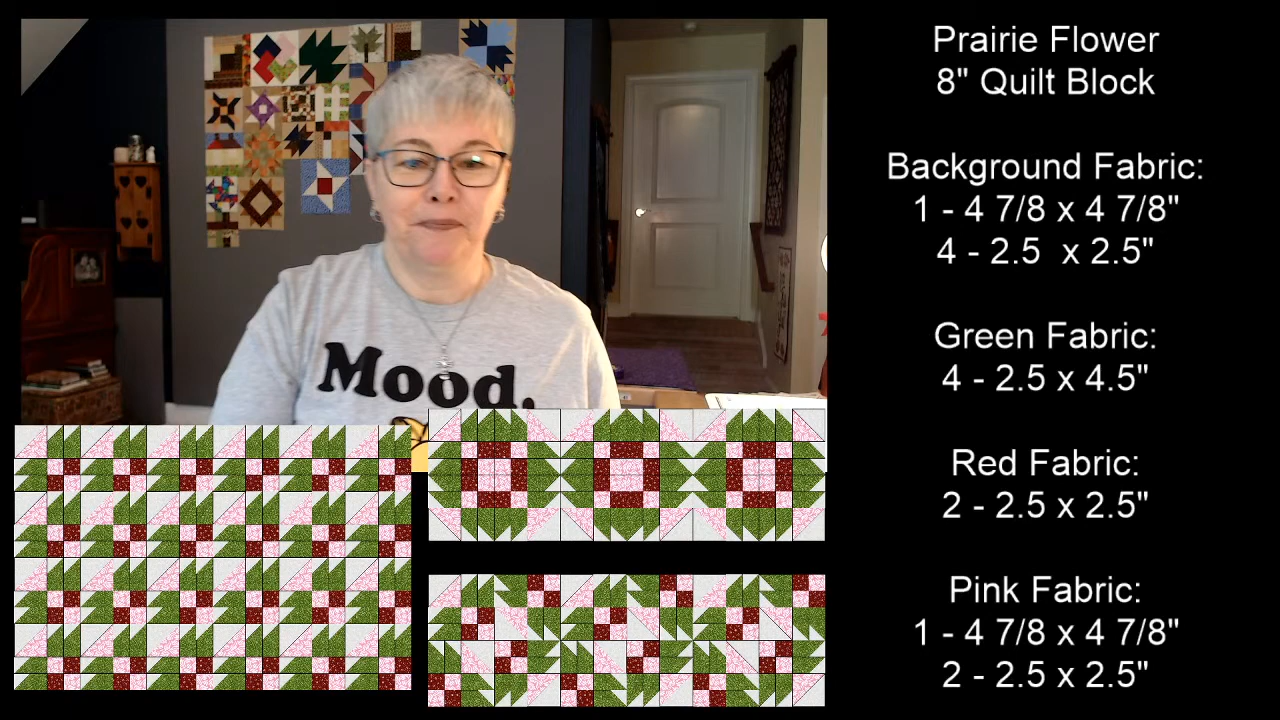 Mood.
Prairie Flower
8" Quilt Block
Background Fabric:
1 - 4 7/8 x 4 7/8"
4 - 2.5  x 2.5"
Green Fabric:
4 - 2.5 x 4.5"
Red Fabric:
2 - 2.5 x 2.5"
Pink Fabric:
1 - 4 7/8 x 4 7/8"
2 - 2.5 x 2.5"